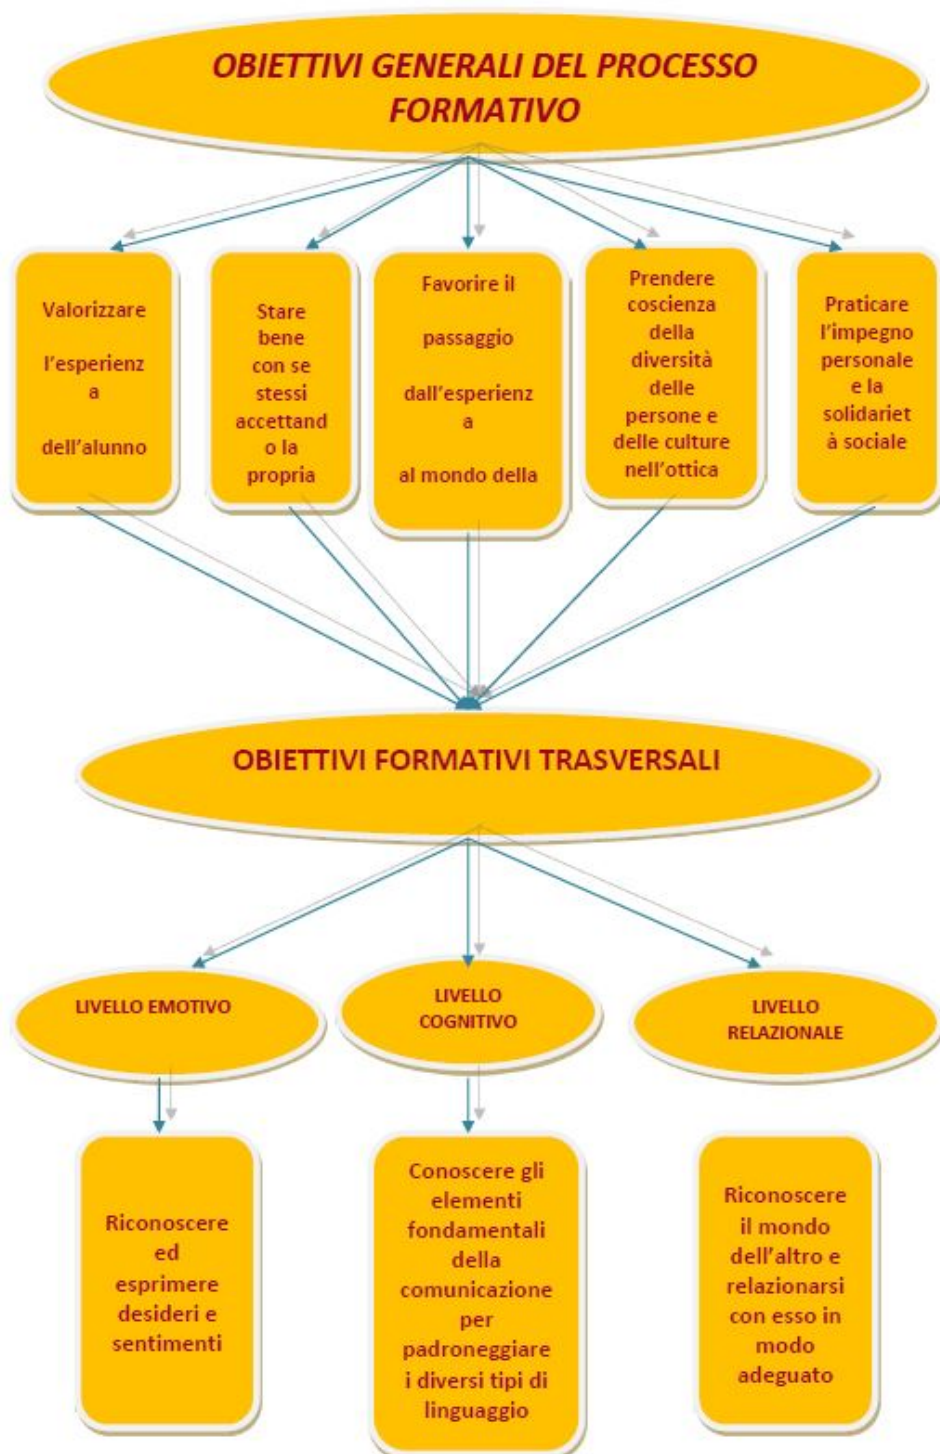 OBIETTIVI GENERALI DEL PROCESSO
FORMATIVO
Valorizzare
l'esperienz
a
dell'alunno
Stare
bene
con se
stessi
accettand
o la
propria
Favorire il
passaggio
dall'esperienz
a
al mondo della
Prendere
coscienza
della
diversità
delle
persone e
delle culture
nell'ottica
Praticare
l'impegno
personale
e la
solidariet
à sociale
OBIETTIVI FORMATIVI TRASVERSALI
LIVELLO EMOTIVO
LIVELLO
COGNITIVO
LIVELLO
RELAZIONALE
Riconoscere
ed
esprimere
desideri e
sentimenti
Conoscere gli
elementi
fondamentali
della
comunicazione
per
padroneggiare
i diversi tipi di
linguaggio
Riconoscere
il mondo
dell'altro e
relazionarsi
con esso in
modo
adeguato